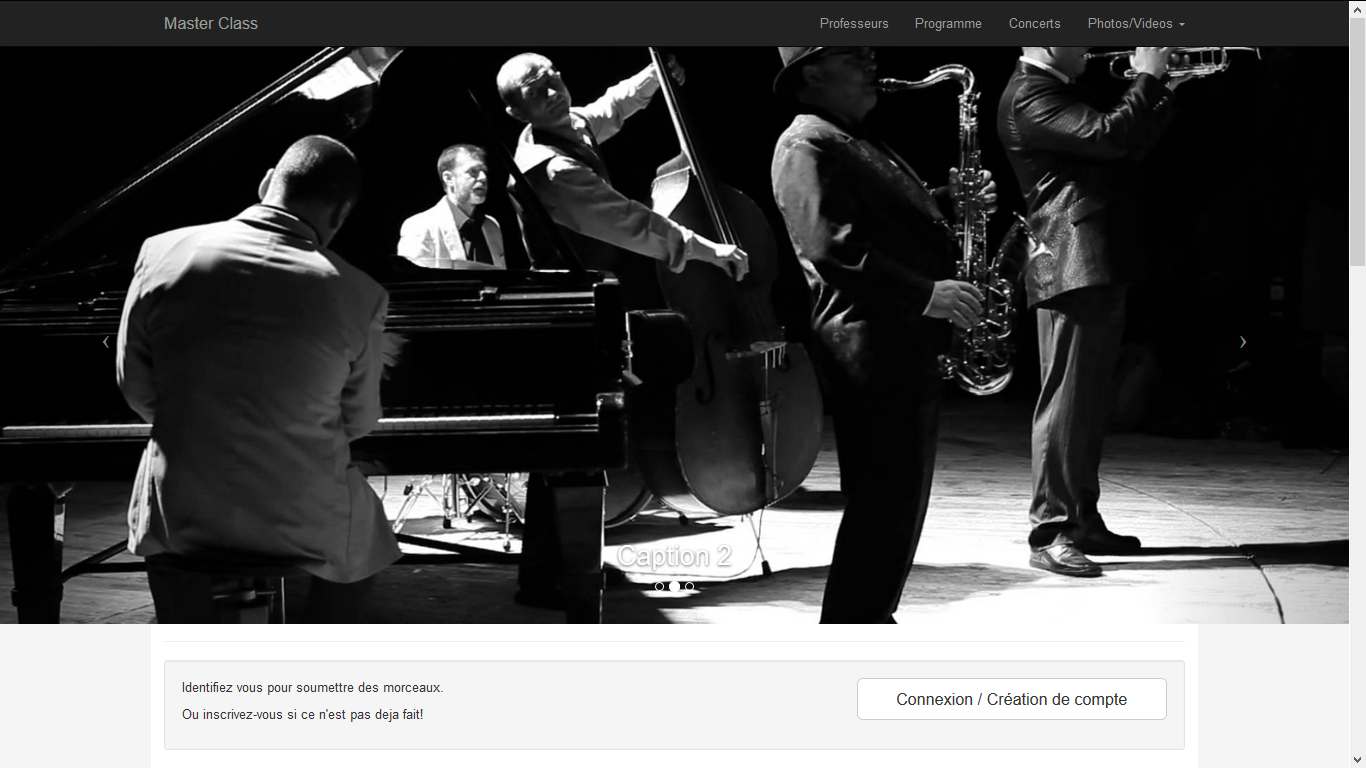 Master Class
Professeurs Programme Concerts Photos/Videos
Caption 2
Identifiez vous pour soumettre des morceaux.
Ou inscrivez-vous si ce n'est pas deja fait!
Connexion / Création de compte